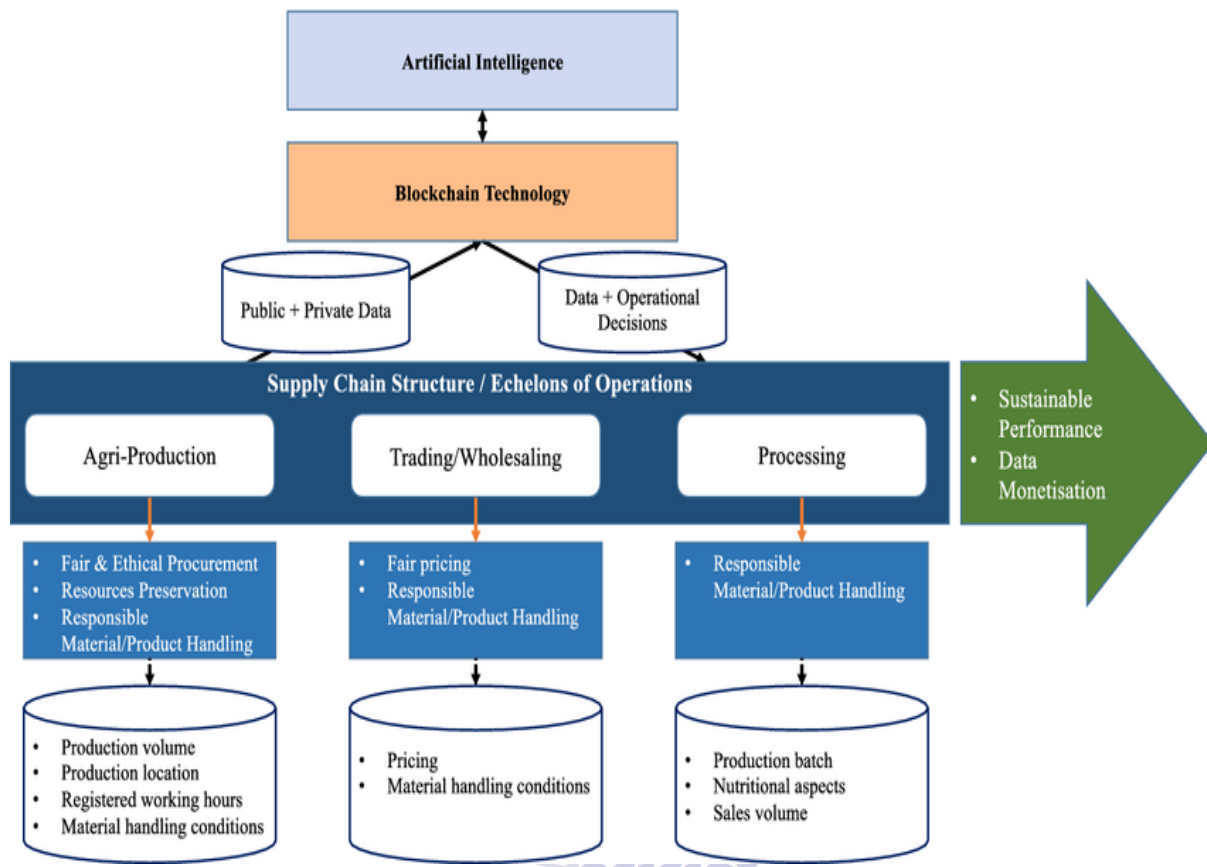 Artificial Intelligence
Blockchain Technology
Public + Private Data
Data + Operational
Decisions
Supply Chain Structure / Echelons of Operations
Agri-Production
Trading/Wholesaling
Processing
• Sustainable
Performance
• Data
Monetisation
• Fair & Ethical Procurement
• Resources Preservation
• Responsible
Material/Product Handling
• Fair pricing
• Responsible
Material/Product Handling
• Responsible
Material/Product Handling
• Production volume
• Production location
• Registered working hours
• Material handling conditions
• Pricing
• Material handling conditions
• Production batch
• Nutritional aspects
• Sales volume